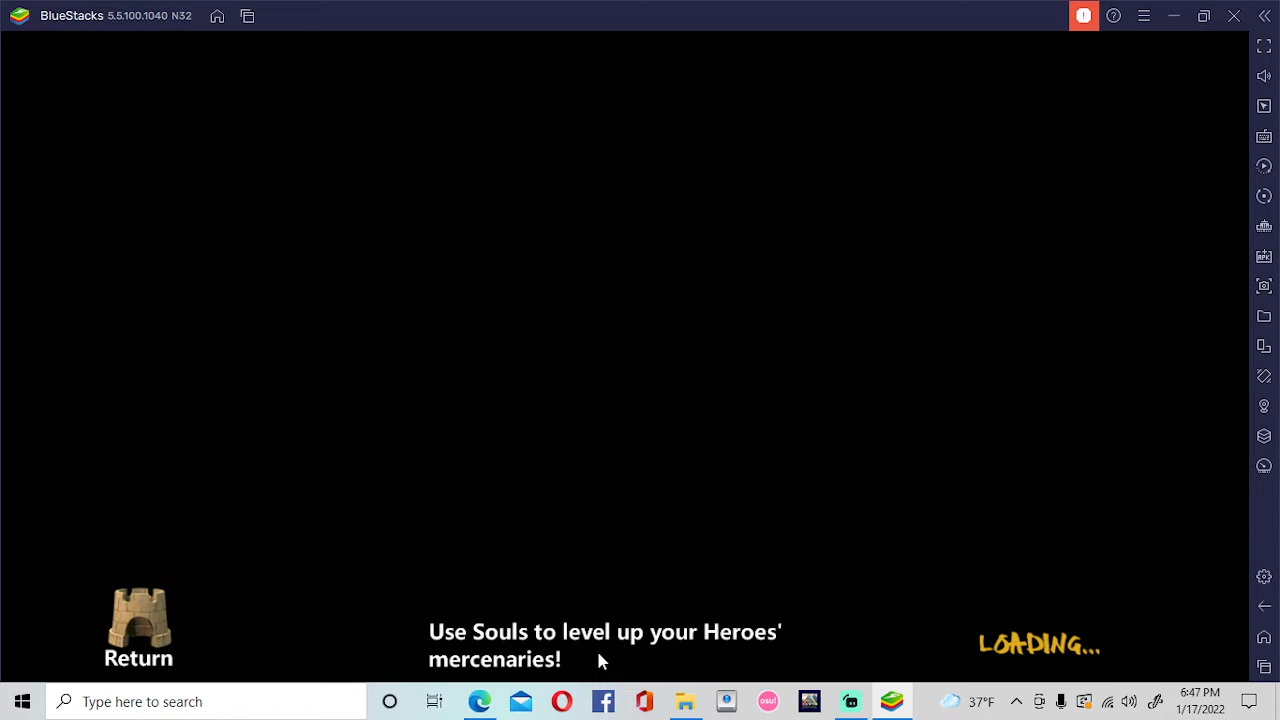 BlueStacks 5.5.100.1040 N32
Return
Use Souls to level up your Heroes'
mercenaries!
LOADING...
Type here to search
osu!
37°F
6:47 PM
1/17/2022